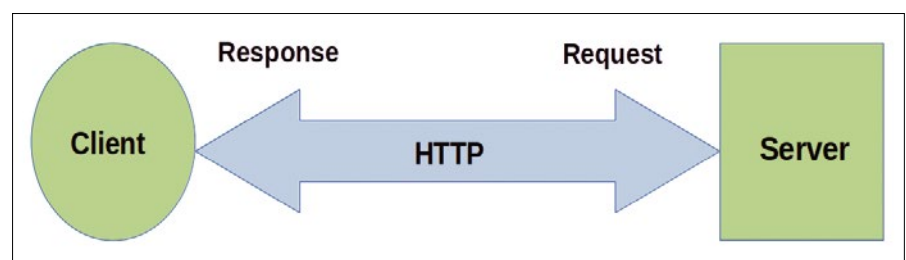 Response
Request
Client
HTTP
Server